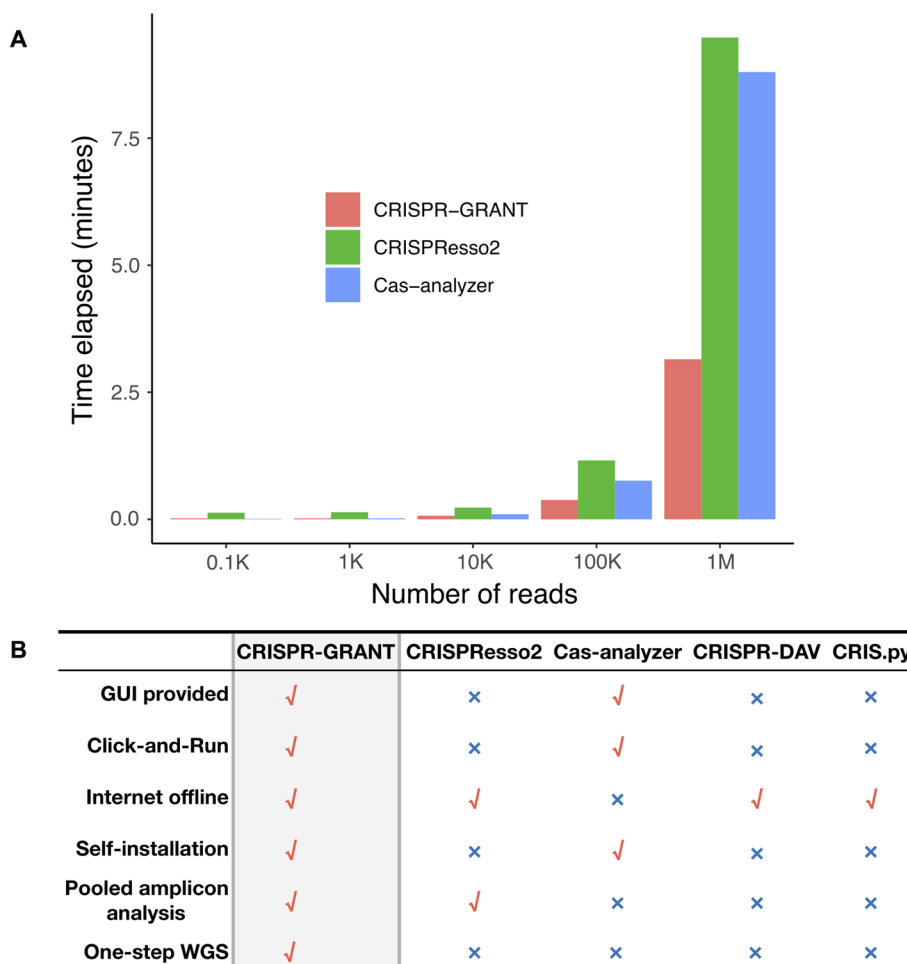 A
Time elapsed (minutes)
7.5
5.0
2.5
0.0
CRISPR−GRANT
CRISPResso2
Cas−analyzer
0.1K 1K 10K 100K 1M
Number of reads
B
CRISPR-GRANT CRISPResso2 Cas-analyzer CRISPR-DAV CRIS.py
GUI provided √ × √ × ×
Click-and-Run √ × √ × ×
Internet offline √ √ × √ √
Self-installation √ × √ × ×
Pooled amplicon
analysis √ √ × × ×
One-step WGS √ × × × ×